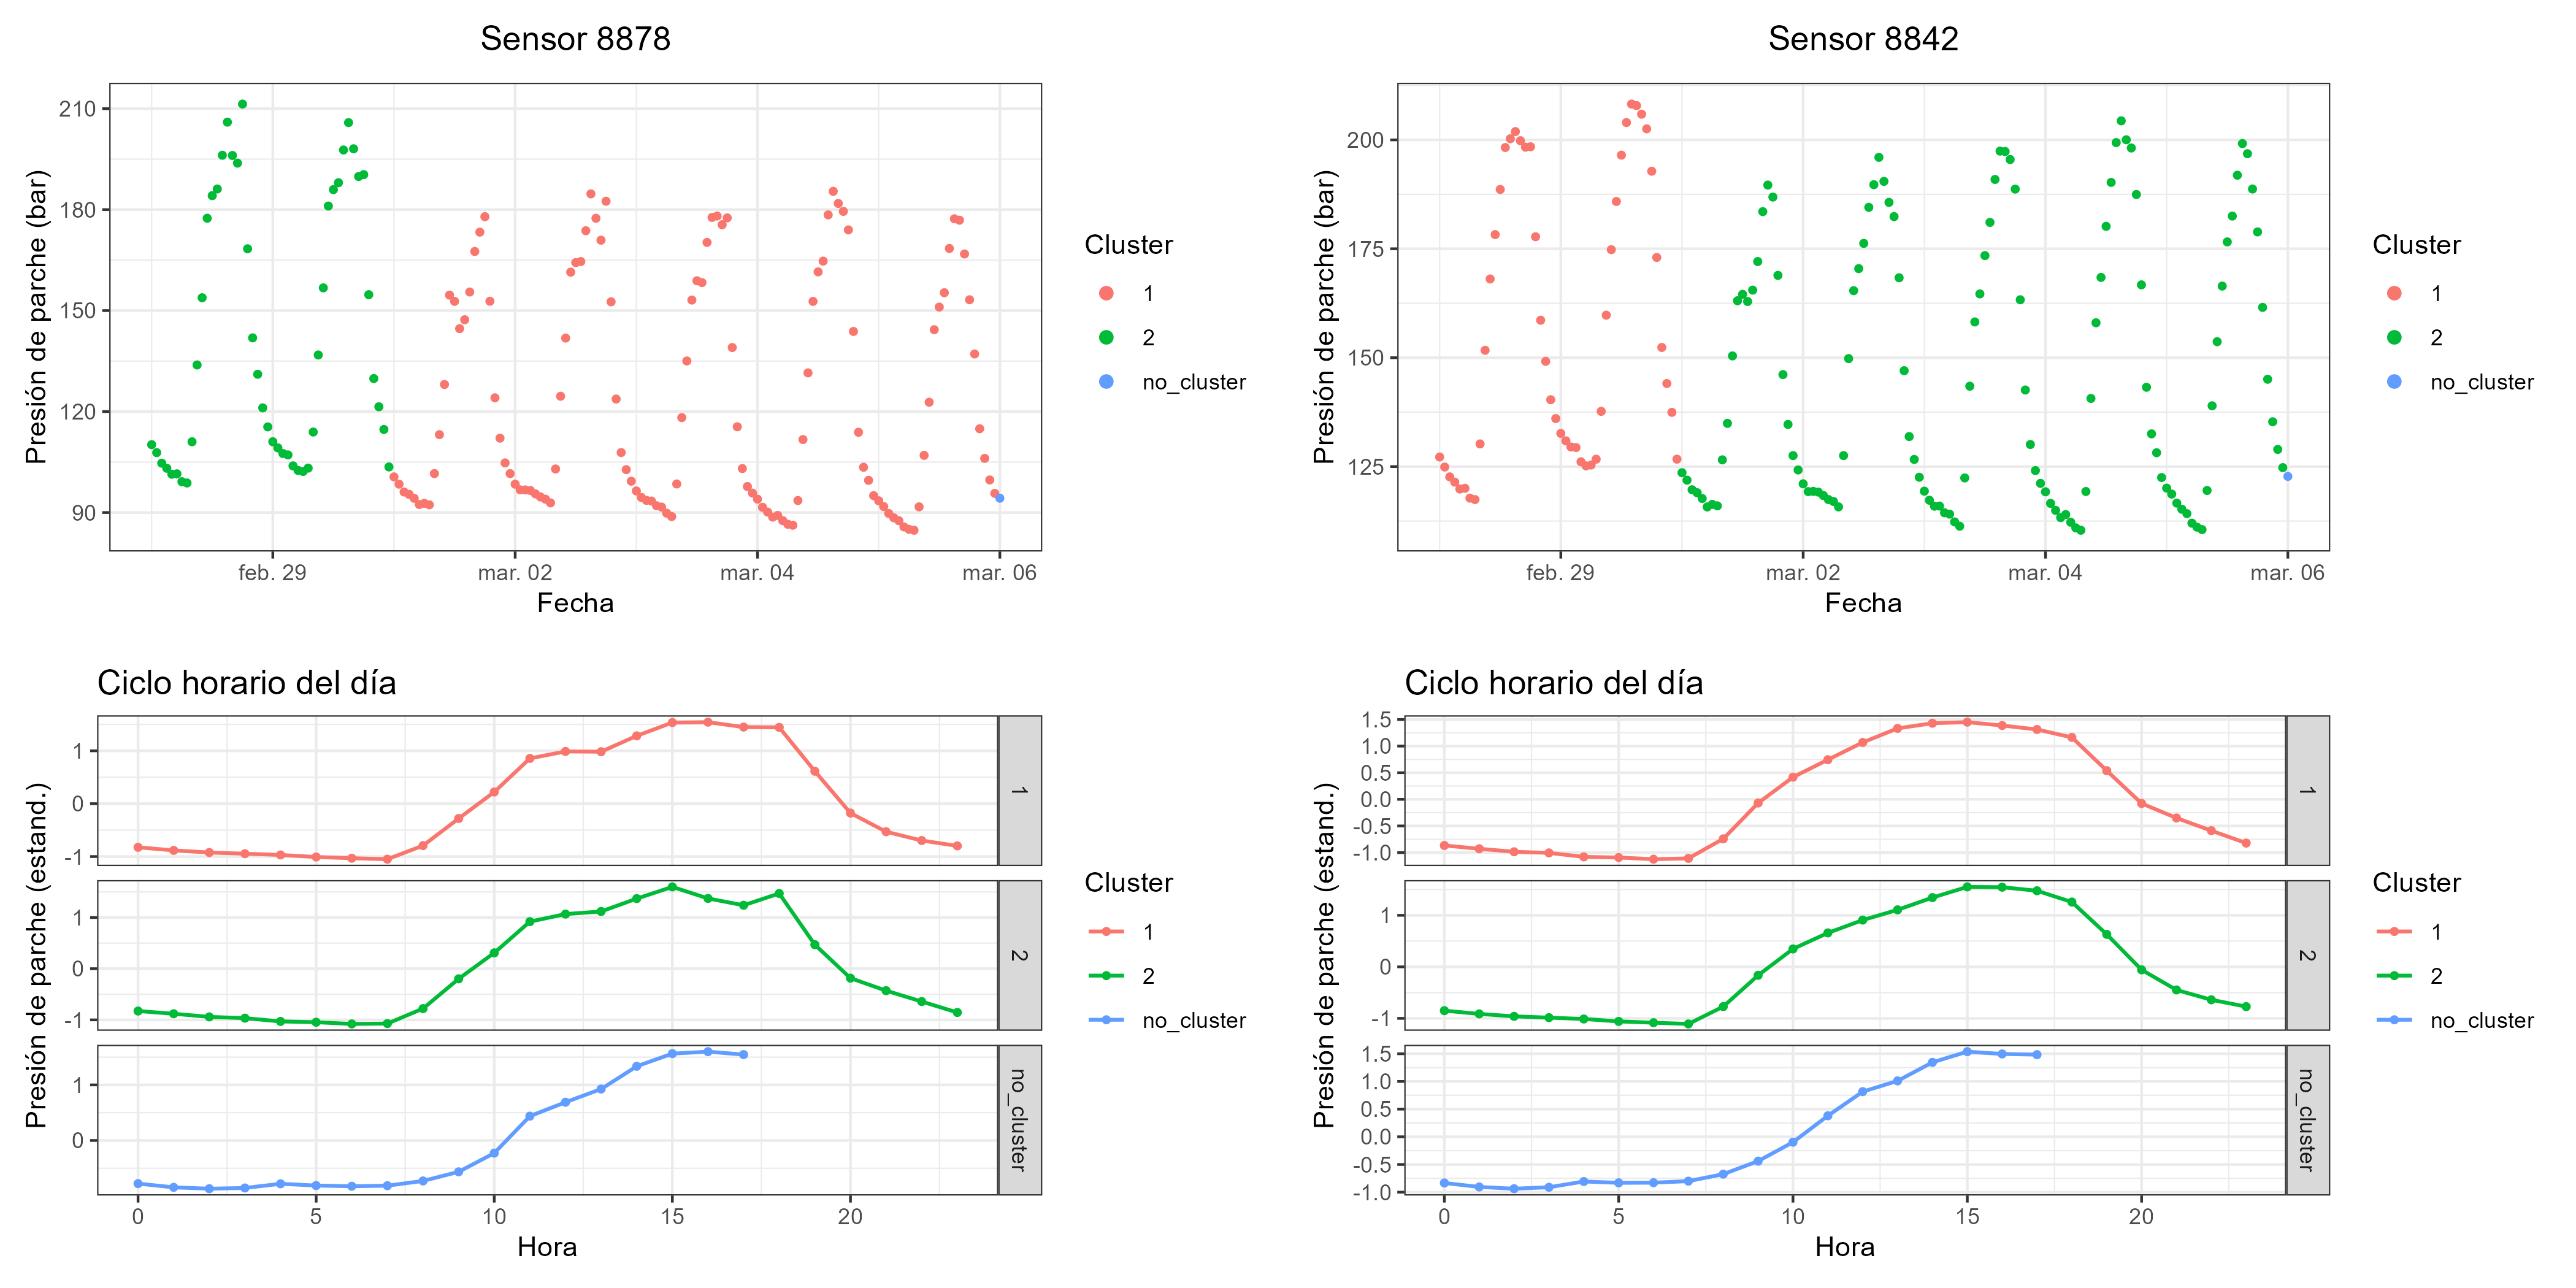 Sensor 8878
Presión de parche (bar)
210
180
150
120
90
feb. 29
mar. 02
mar. 04
mar. 06
Fecha
Cluster
1
2
no_cluster
Sensor 8842
Presión de parche (bar)
200
175
150
125
feb. 29
mar. 02
mar. 04
mar. 06
Fecha
Cluster
1
2
no_cluster
Ciclo horario del día
Presión de parche (estand.)
1
0
-1
1
1
0
-1
2
1
0
no_cluster
0
5
10
15
20
Hora
Cluster
1
2
no_cluster
Ciclo horario del día
Presión de parche (estand.)
1.5
1.0
0.5
0.0
-0.5
-1.0
1
1
0
-1
2
1.5
1.0
0.5
0.0
-0.5
-1.0
no_cluster
0
5
10
15
20
Hora
Cluster
1
2
no_cluster